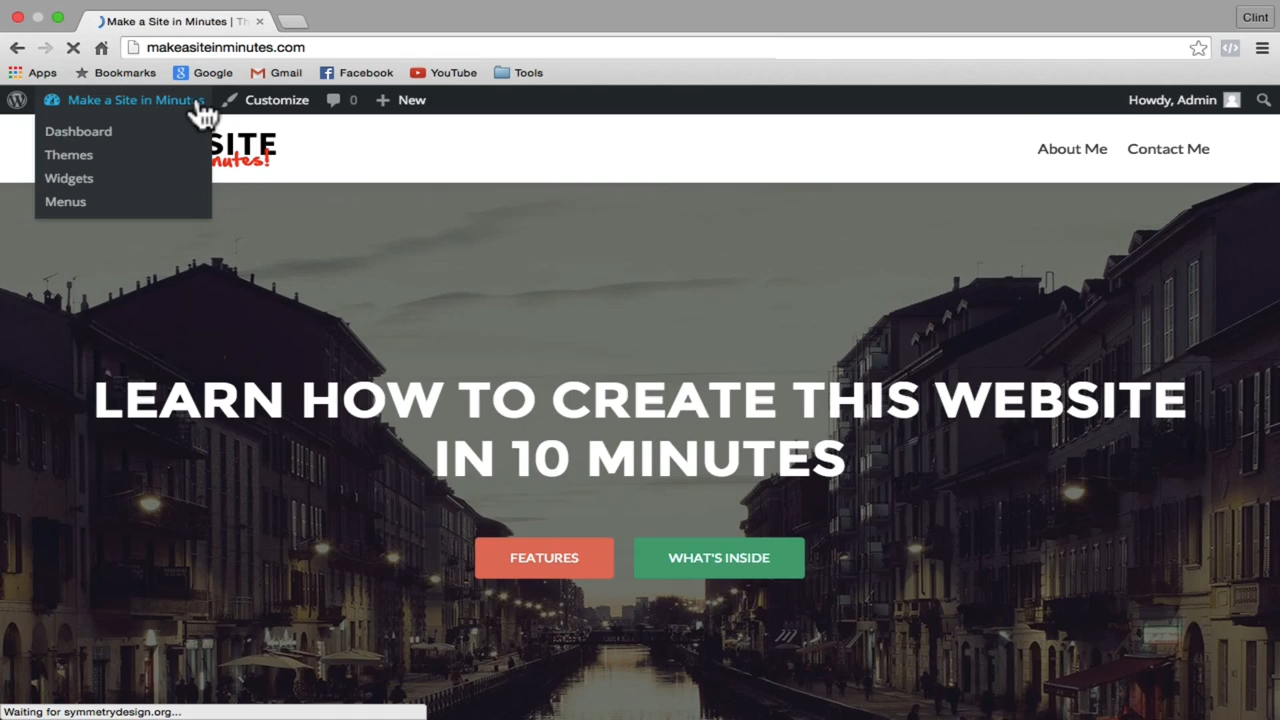 Make a Site in Minutes | Th
Clint
makeasiteinminutes.com
Apps Bookmarks Google Gmail Facebook YouTube Tools
Make a Site in Minutes Customize 0 New Howdy, Admin
Dashboard
Themes
Widgets
Menus
SITE
nutes!
About Me Contact Me
LEARN HOW TO CREATE THIS WEBSITE
IN 10 MINUTES
FEATURES WHAT'S INSIDE
Waiting for symmetrydesign.org...